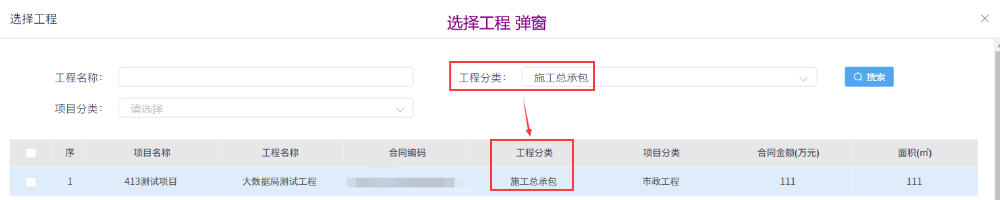 选择工程
选择工程 弹窗
工程名称：
工程分类： 施工总承包
搜索
项目分类： 请选择
序 项目名称 工程名称 合同编码 工程分类 项目分类 合同金额(万元) 面积(㎡)
1 413测试项目 大数据局测试工程 施工总承包 市政工程 111 111